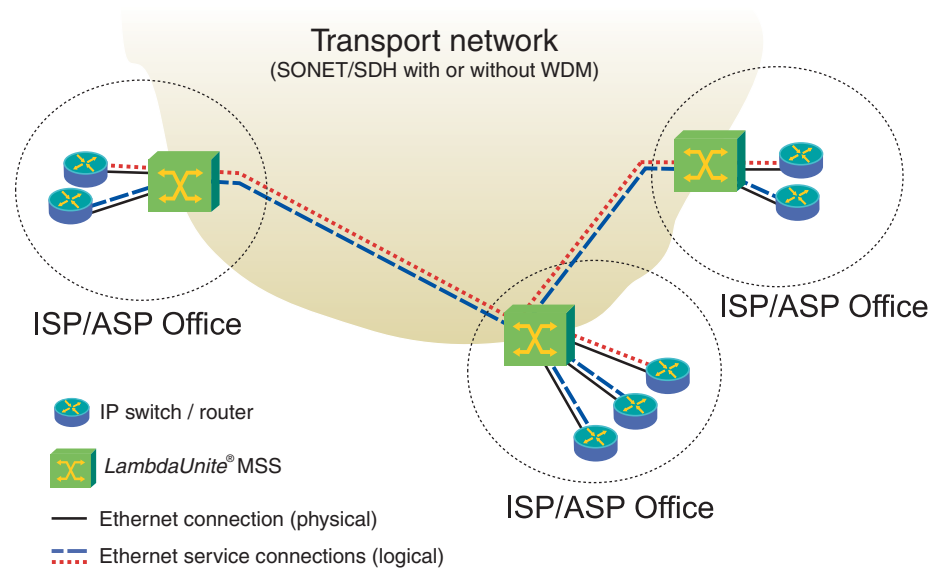 Transport network
(SONET/SDH with or without WDM)
ISP/ASP Office
ISP/ASP Office
ISP/ASP Office
IP switch / router
LambdaUnite® MSS
Ethernet connection (physical)
Ethernet service connections (logical)